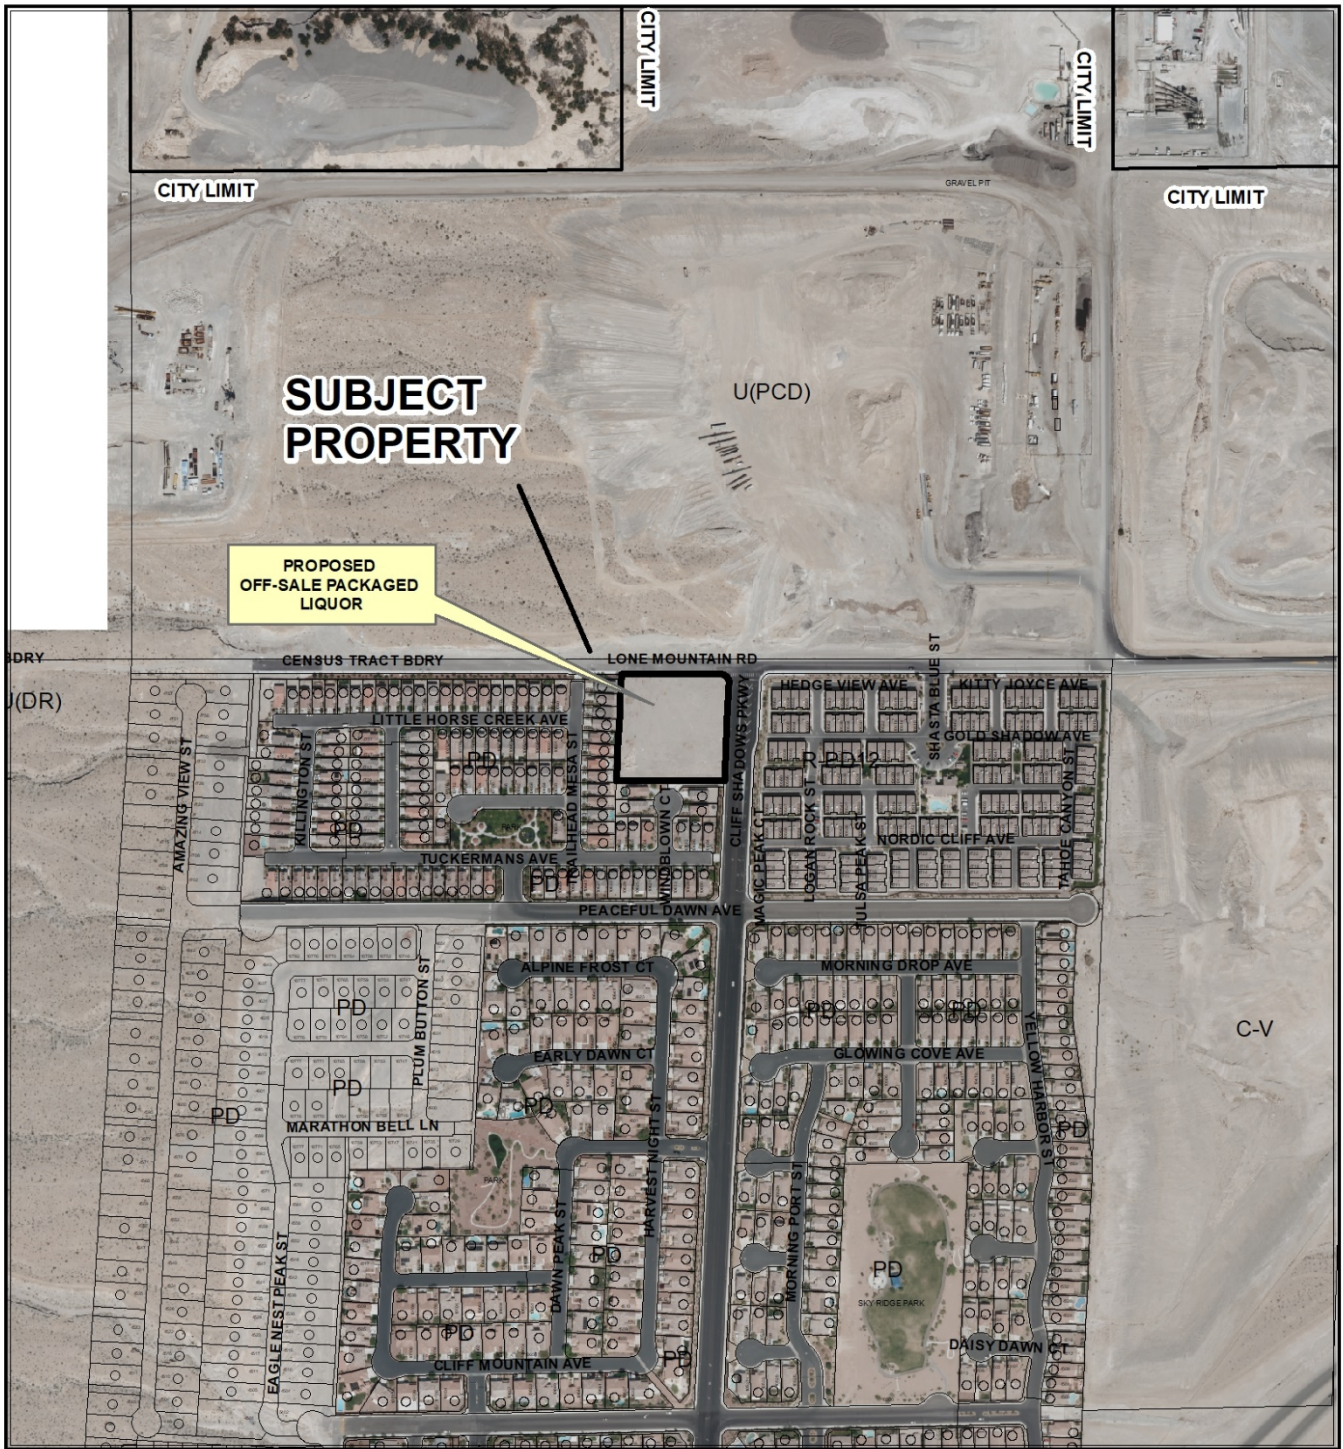 CITY LIMIT
CITY LIMIT
CITY LIMIT
GRAVEL PIT
CITY LIMIT
SUBJECT
PROPERTY
U(PCD)
PROPOSED
OFF-SALE PACKAGED
LIQUOR
BDRY
CENSUS TRACT BDRY
LONE MOUNTAIN RD
(DR)
HEDGE VIEW AVE
KITTY JOYCE AVE
SHASTA BLUE ST
LITTLE HORSE CREEK AVE
GOLD SHADOW AVE
AMAZING VIEW ST
KILLINGTON ST
PD
RAILHEAD MESA ST
CLIFF SHADOWS PKWY
R-PD12
PD
PARK
WINDBLOWN CT
MAGIC PEAK CT
LOGAN ROCK ST
TULSA PEAK ST
NORDIC CLIFF AVE
TAHOE CANYON ST
TUCKERMANS AVE
PD
PEACEFUL DAWN AVE
ALPINE FROST CT
MORNING DROP AVE
PLUM BUTTON ST
PD
PD
PD
YELLOW HARBOR ST
C-V
EARLY DAWN CT
GLOWING COVE AVE
PD
PD
PD
MARATHON BELL LN
HARVEST NIGHT ST
PD
PARK
MORNING PORT ST
DAWN PEAK ST
EAGLE NEST PEAK ST
PD
PD
SKY RIDGE PARK
PD
DAISY DAWN CT
CLIFF MOUNTAIN AVE
PD